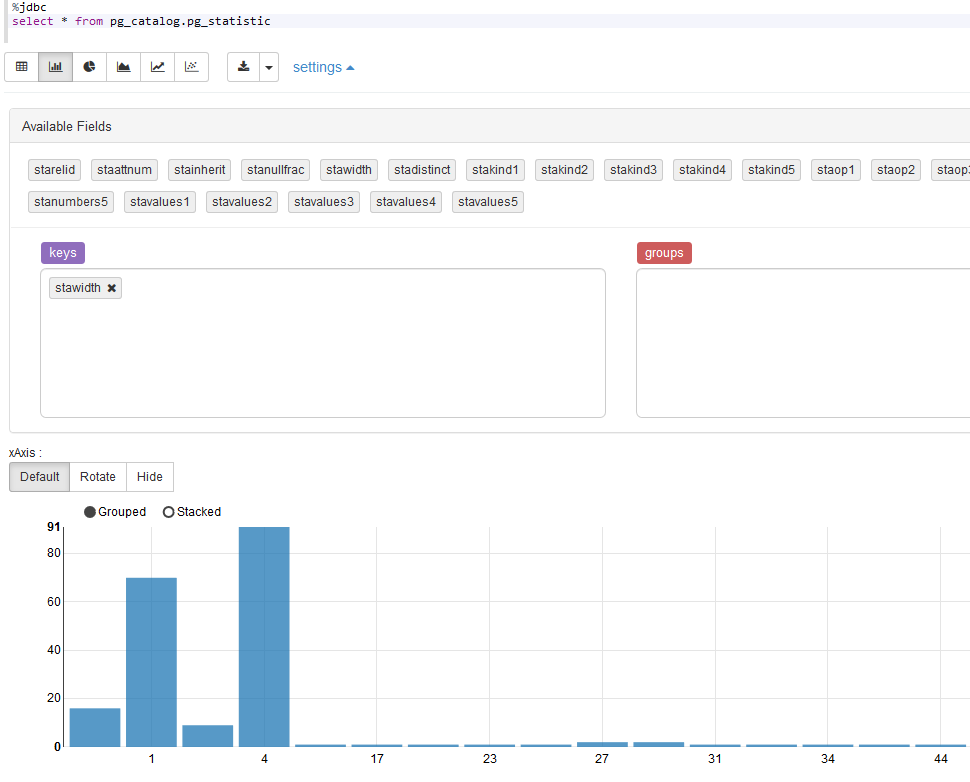 %jdbc
select * from pg_catalog.pg_statistic
settings
Available Fields
starelid staattnum stainherit stanullfrac stawidth stadistinct stakind1 stakind2 stakind3 stakind4 stakind5 staop1 staop2 staop3
stanumbers5 stavalues1 stavalues2 stavalues3 stavalues4 stavalues5
keys groups
stawidth
xAxis :
Default Rotate Hide
Grouped Stacked
91
80
60
40
20
0
1 4 17 23 27 31 34 44